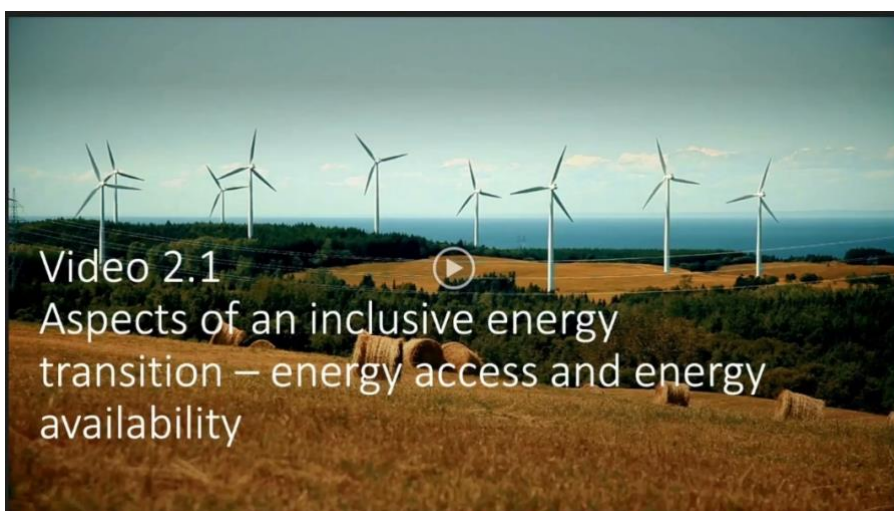 Video 2.1
Aspects of an inclusive energy
transition – energy access and energy
availability